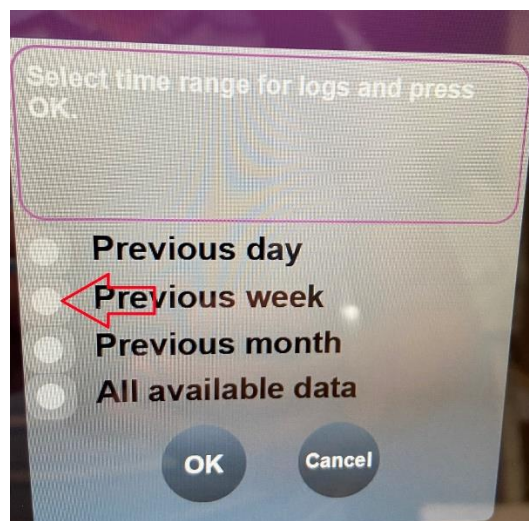 Select time range for logs and press
OK.
Previous day
Previous week
Previous month
All available data
OK
Cancel